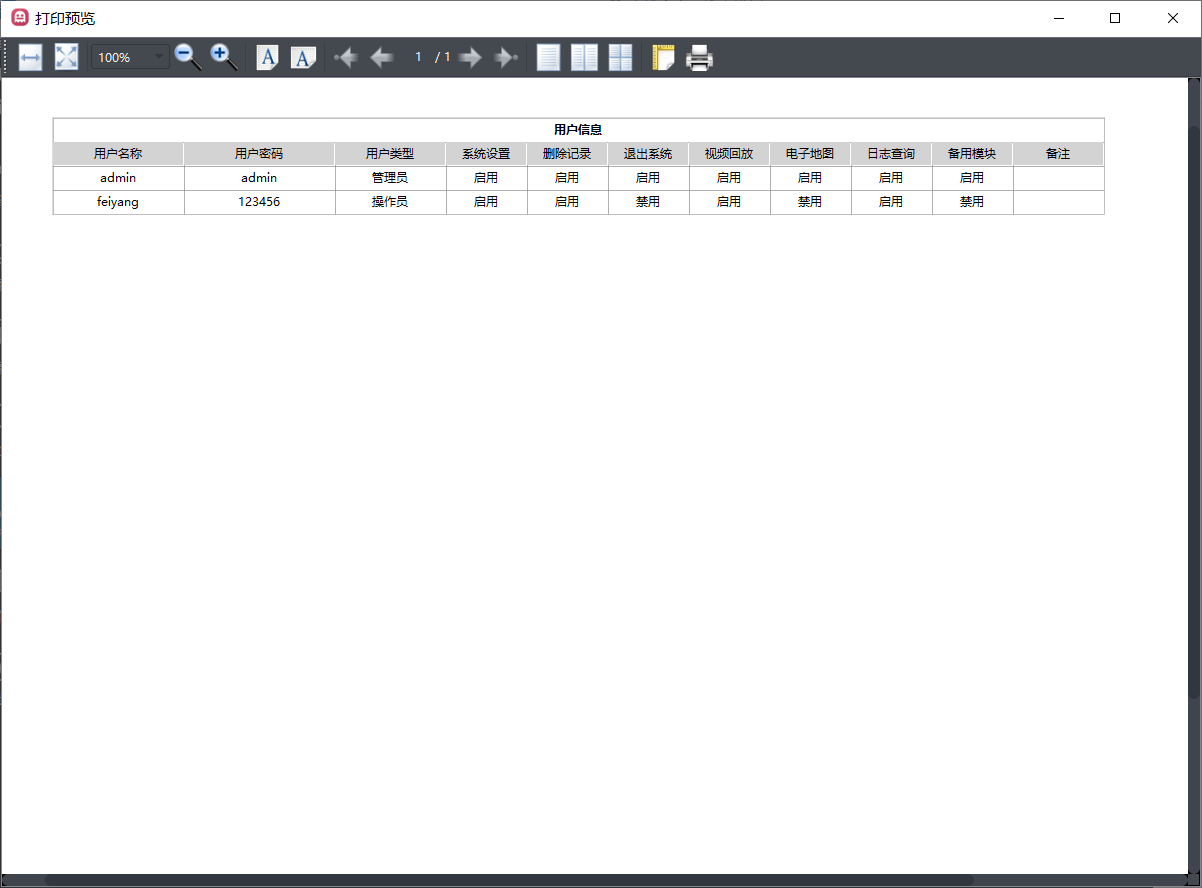 打印预览
100% A A 1 / 1
用户信息
用户名称 用户密码 用户类型 系统设置 删除记录 退出系统 视频回放 电子地图 日志查询 备用模块 备注
admin admin 管理员 启用 启用 启用 启用 启用 启用 启用
feiyang 123456 操作员 启用 启用 禁用 启用 禁用 启用 禁用